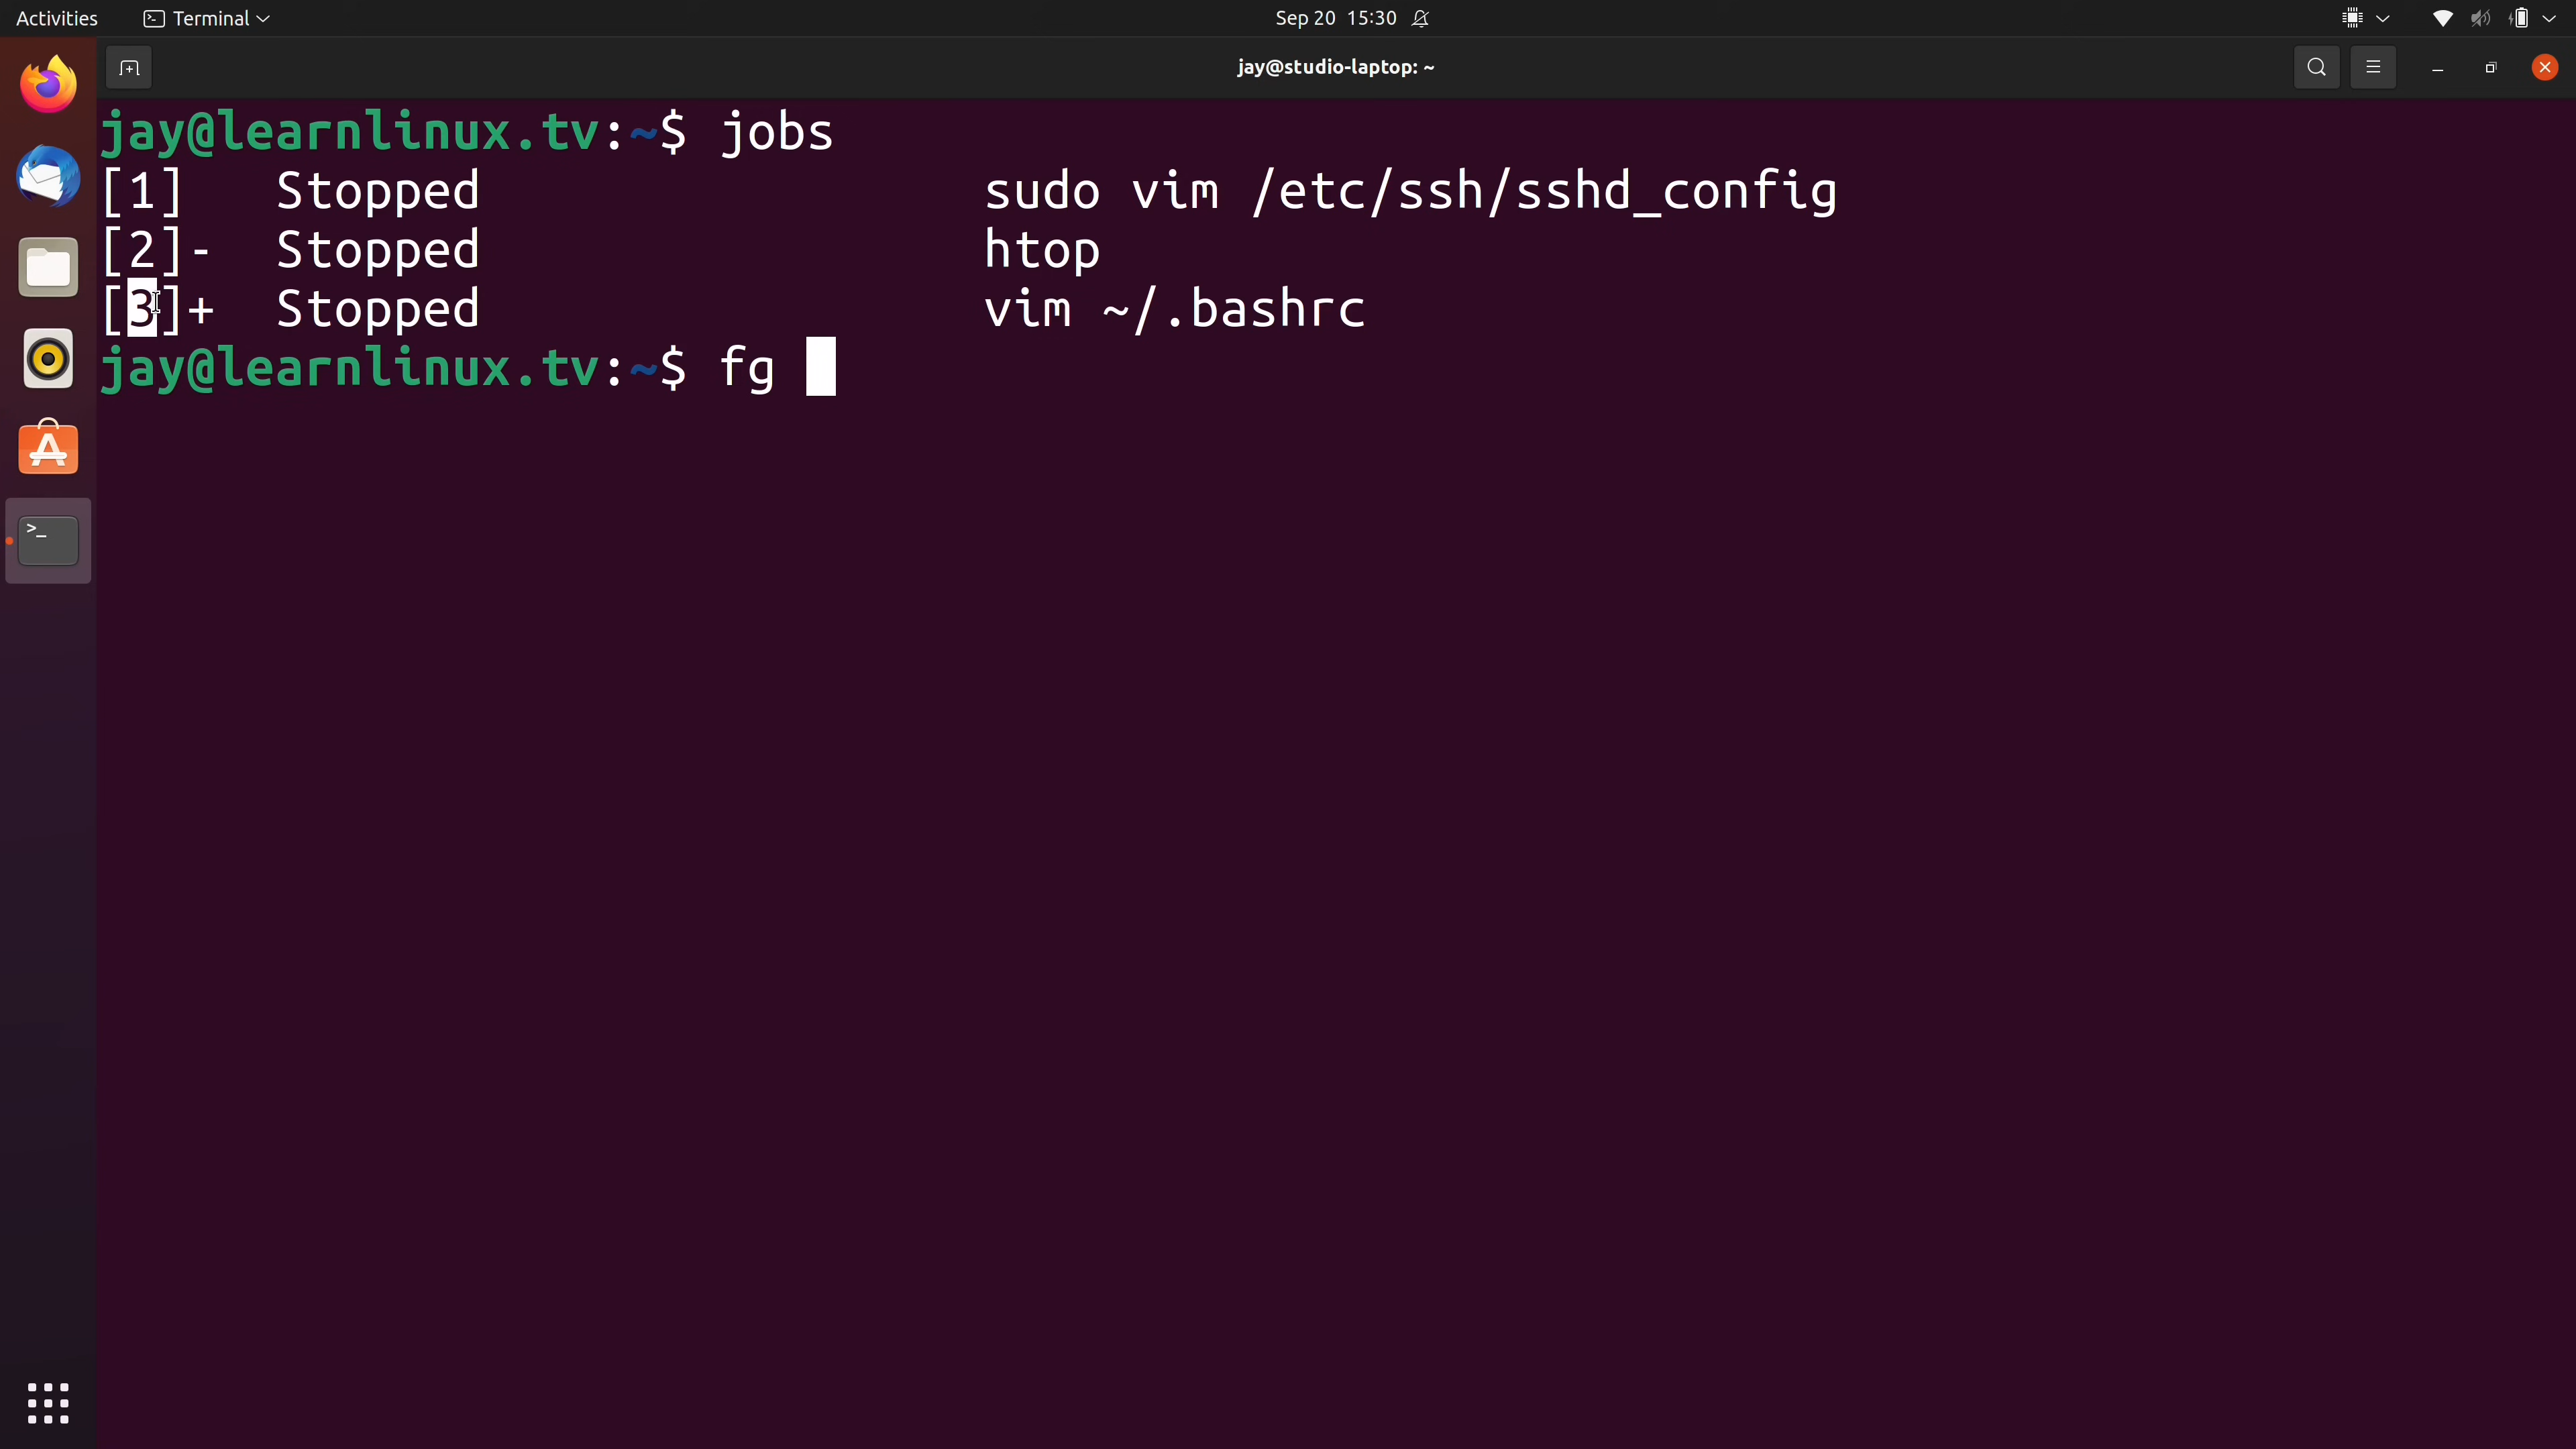 Activities Terminal Sep 20 15:30
jay@studio-laptop: ~
jay@learnlinux.tv:~$ jobs
[1]   Stopped                 sudo vim /etc/ssh/sshd_config
[2]-  Stopped                 htop
[3]+  Stopped                 vim ~/.bashrc
jay@learnlinux.tv:~$ fg